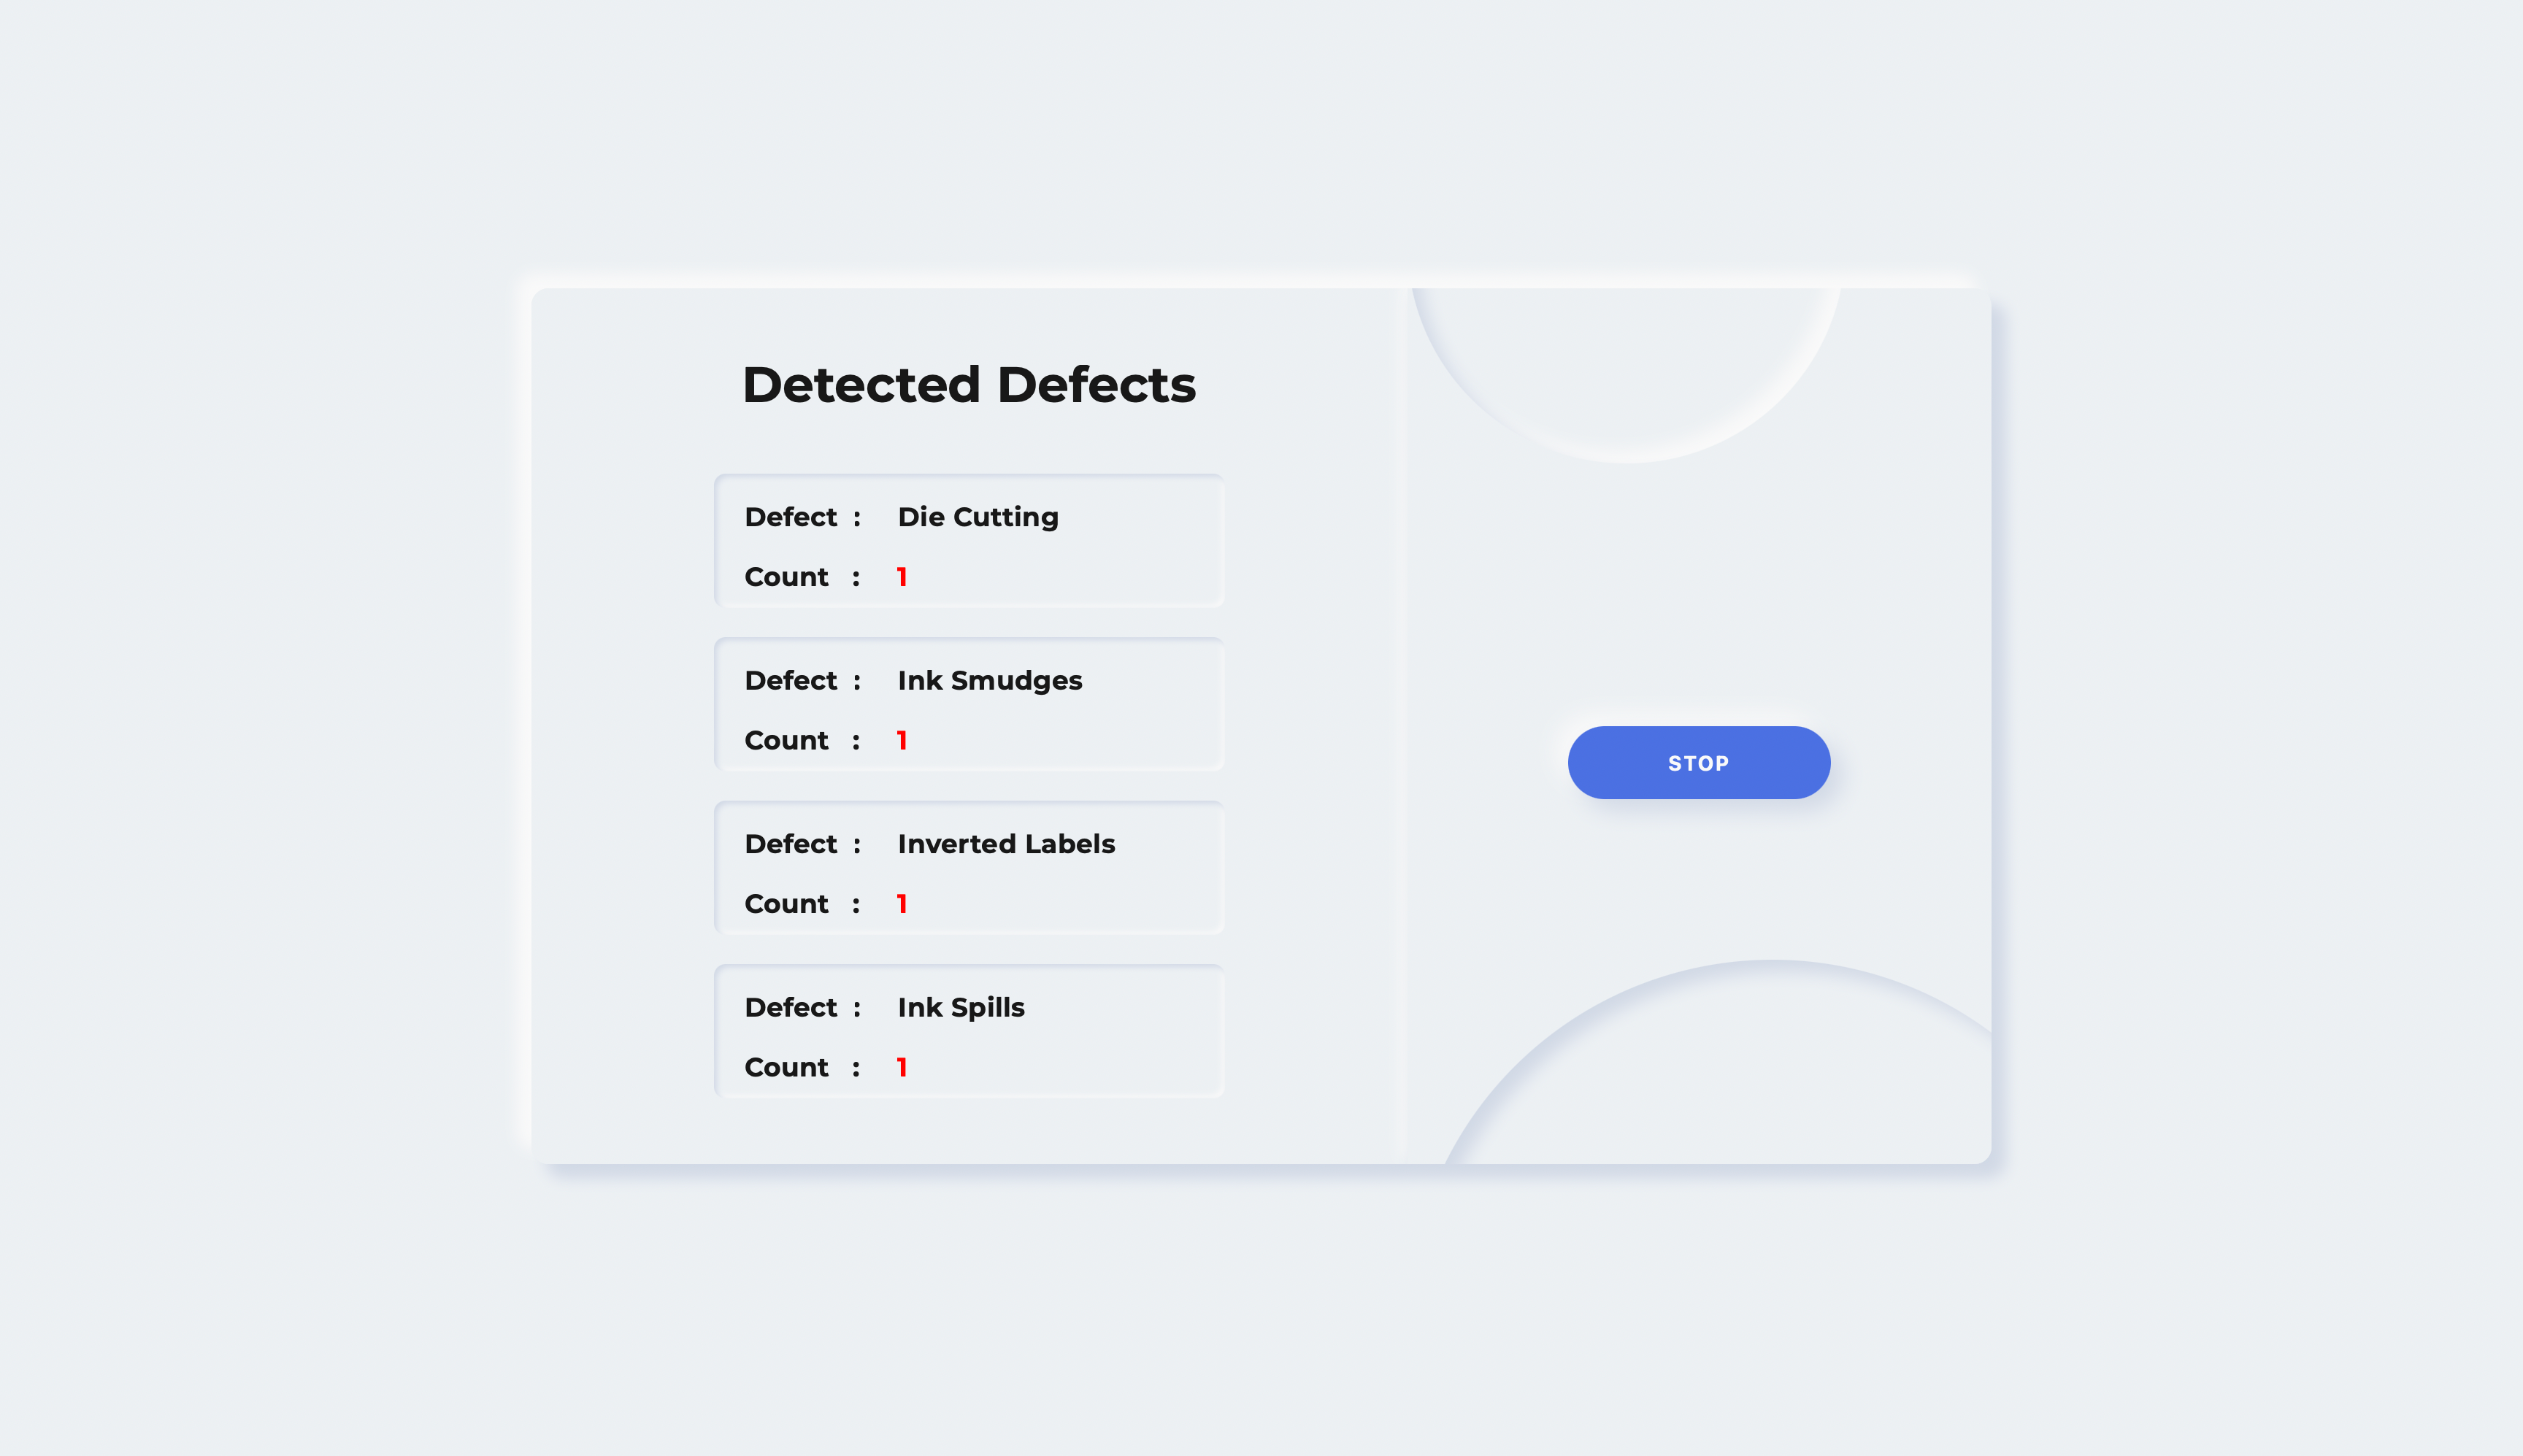 Detected Defects
Defect : Die Cutting
Count : 1
Defect : Ink Smudges
Count : 1
Defect : Inverted Labels
Count : 1
Defect : Ink Spills
Count : 1
STOP